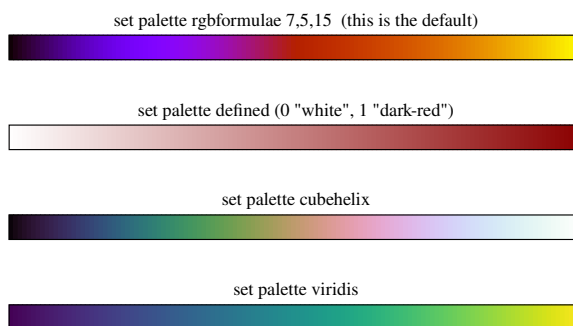 set palette rgbformulae 7,5,15 (this is the default)
set palette defined (0 "white", 1 "dark-red")
set palette cubehelix
set palette viridis